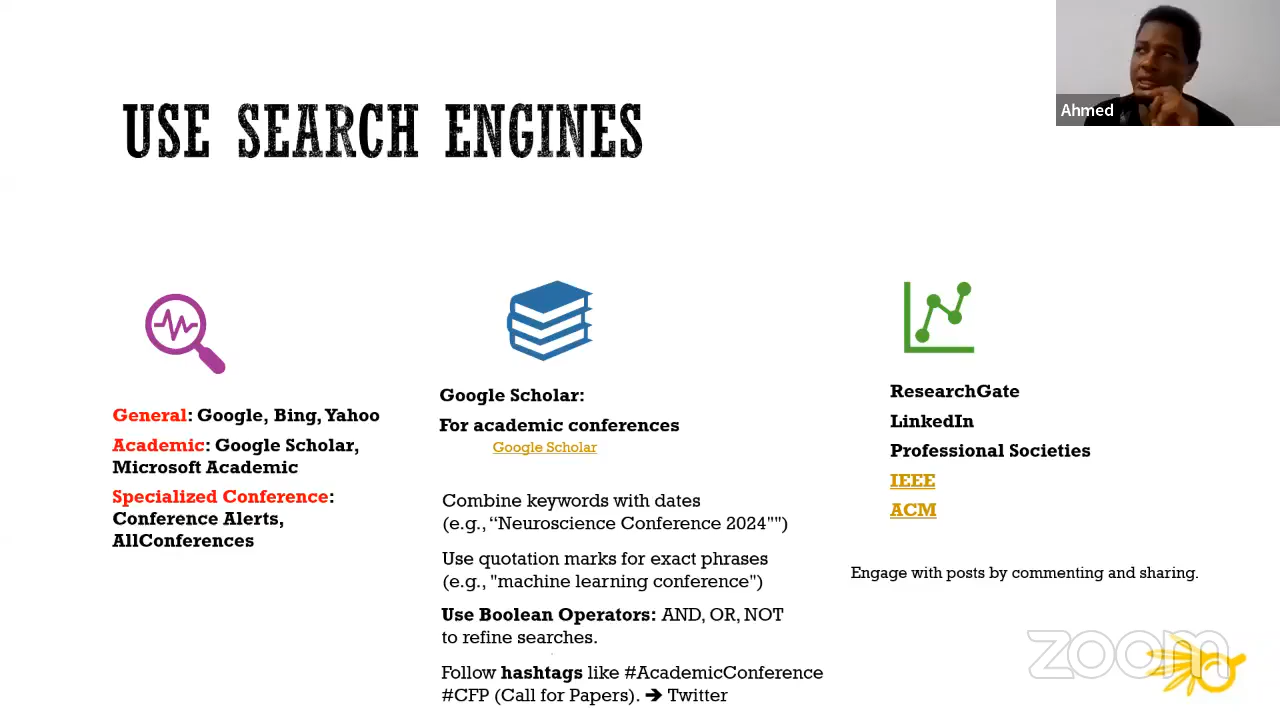 Ahmed
USE SEARCH ENGINES
General: Google, Bing, Yahoo
Academic: Google Scholar,
Microsoft Academic
Specialized Conference:
Conference Alerts,
AllConferences
Google Scholar:
For academic conferences
Google Scholar
Combine keywords with dates
(e.g., “Neuroscience Conference 2024"")
Use quotation marks for exact phrases
(e.g., "machine learning conference")
Use Boolean Operators: AND, OR, NOT
to refine searches.
Follow hashtags like #AcademicConference
#CFP (Call for Papers). ➔ Twitter
ResearchGate
LinkedIn
Professional Societies
IEEE
ACM
Engage with posts by commenting and sharing.
zoom